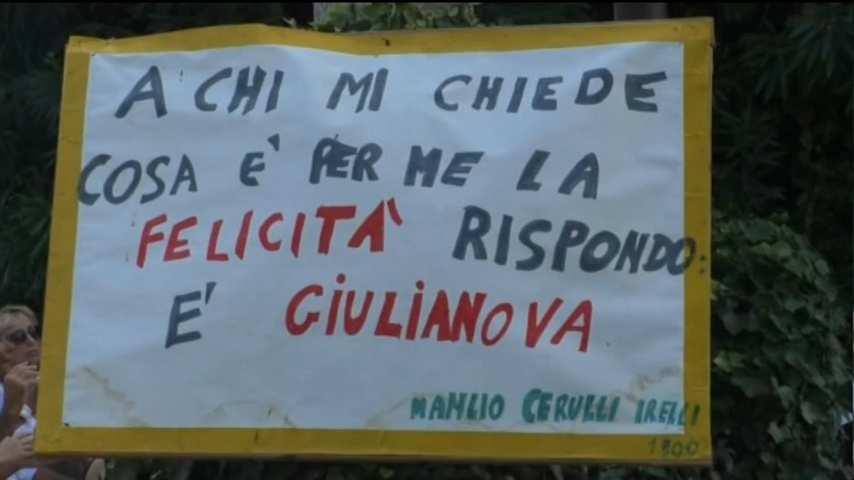 A CHI MI CHIEDE
COSA E' PER ME LA
FELICITA' RISPONDO:
E' GIULIANOVA
MANLIO CERULLI IRELLI
1900